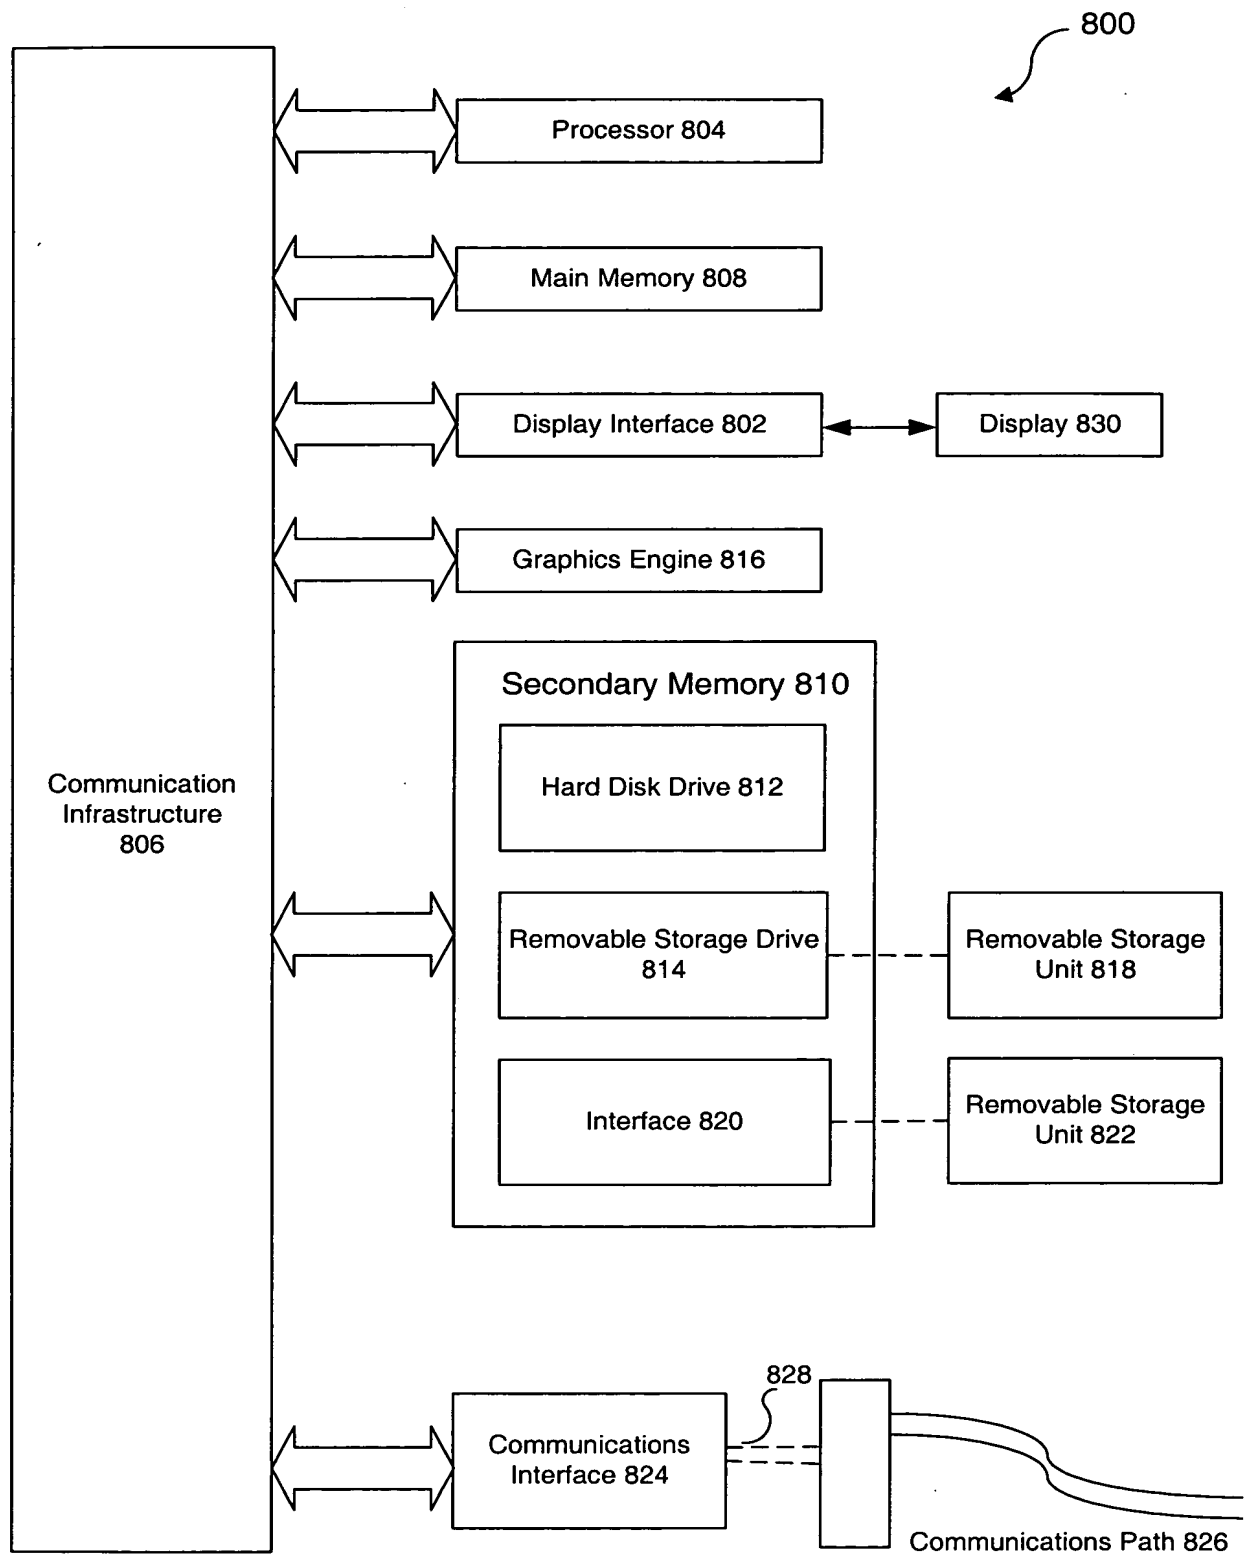 800
Processor 804
Main Memory 808
Display Interface 802
Display 830
Graphics Engine 816
Secondary Memory 810
Communication
Infrastructure
806
Hard Disk Drive 812
Removable Storage Drive
814
Removable Storage
Unit 818
Interface 820
Removable Storage
Unit 822
828
Communications
Interface 824
Communications Path 826